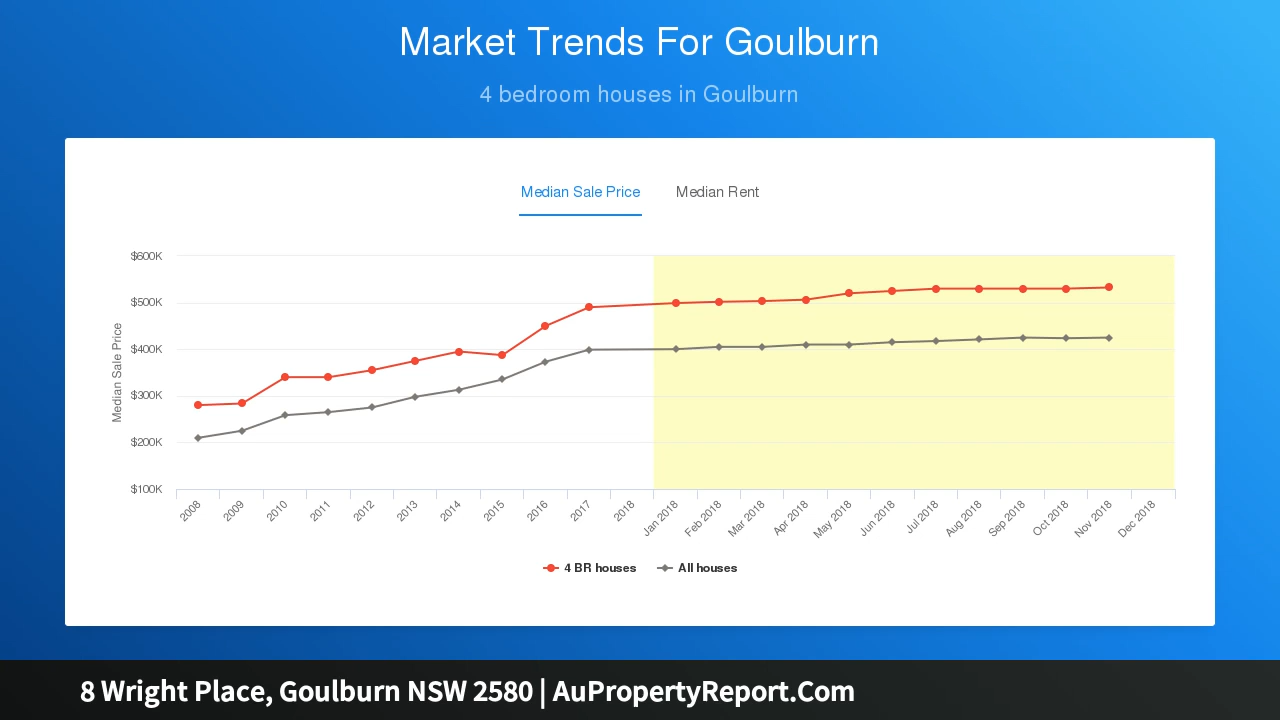 Market Trends For Goulburn
4 bedroom houses in Goulburn
Median Sale Price
Median Rent
$600K
$500K
$400K
$300K
$200K
$100K
Median Sale Price
2008
2009
2010
2011
2012
2013
2014
2015
2016
2017
2018
Jan 2018
Feb 2018
Mar 2018
Apr 2018
May 2018
Jun 2018
Jul 2018
Aug 2018
Sep 2018
Oct 2018
Nov 2018
Dec 2018
4 BR houses
All houses
8 Wright Place, Goulburn NSW 2580 | AuPropertyReport.Com